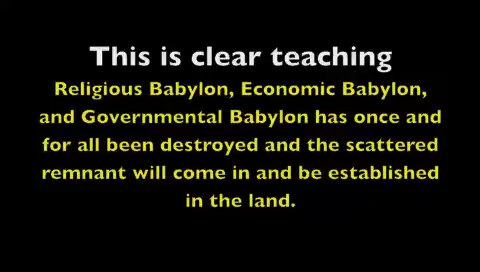 This is clear teaching
Religious Babylon, Economic Babylon,
and Governmental Babylon has once and
for all been destroyed and the scattered
remnant will come in and be established
in the land.